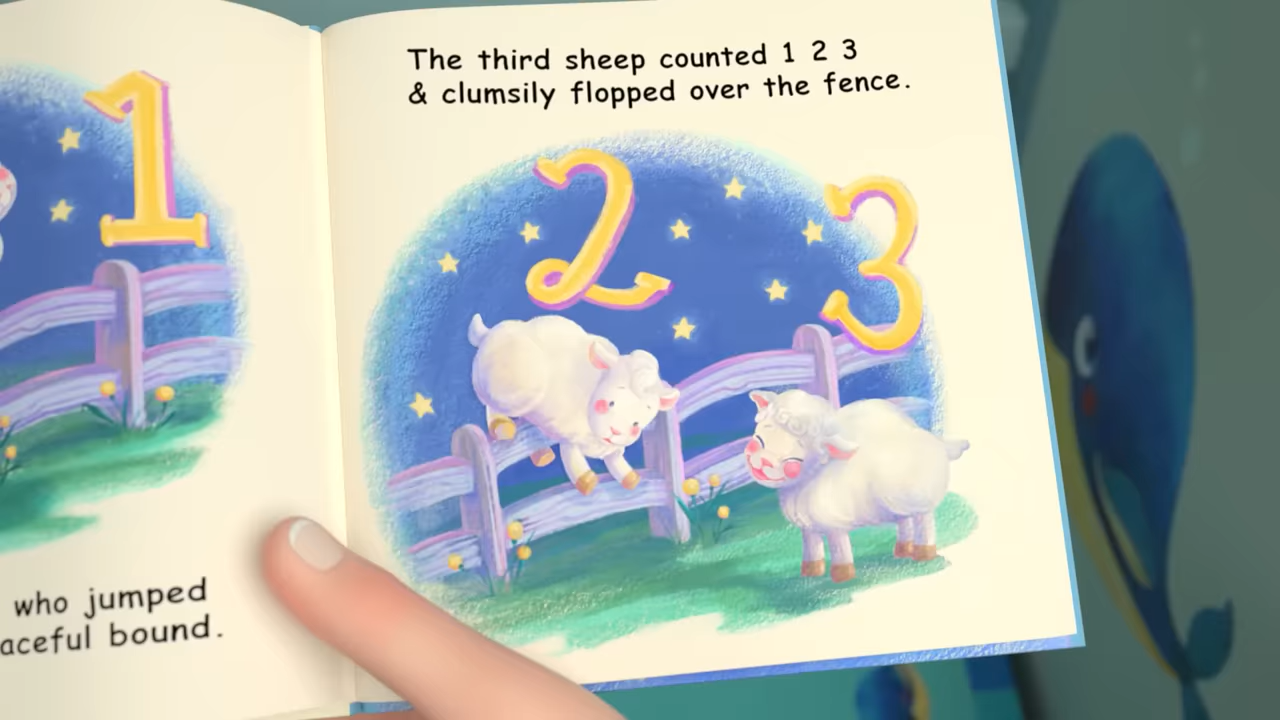 1
who jumped
aceful bound.
The third sheep counted 1 2 3
& clumsily flopped over the fence.
2 3